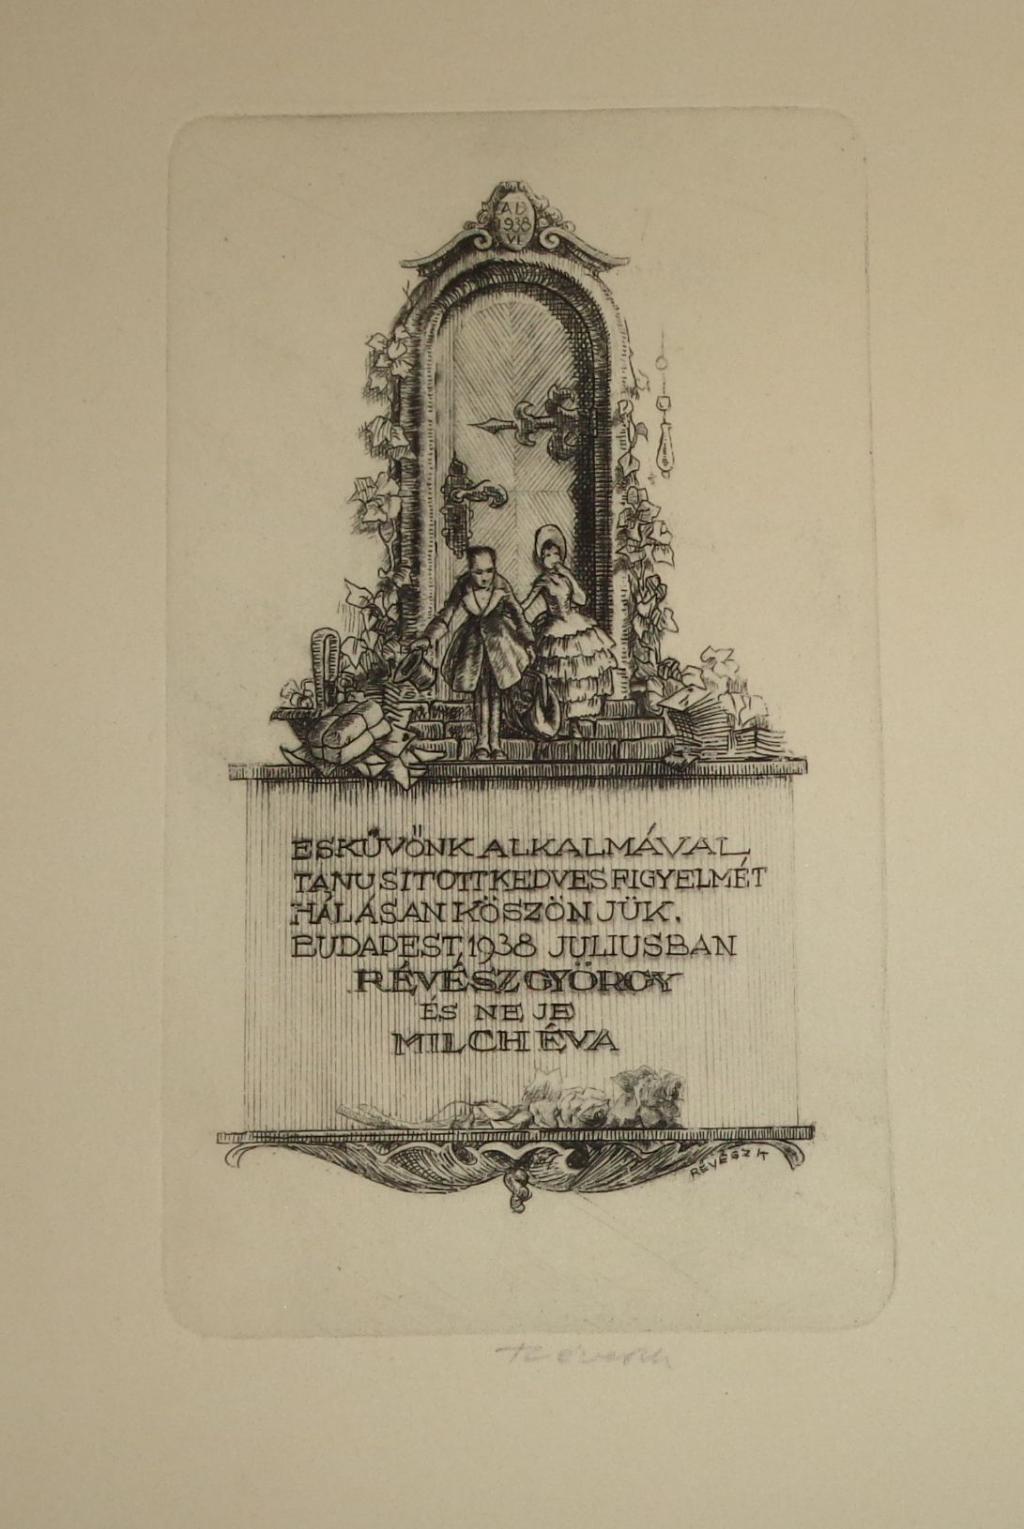 AD
1938
VI
ESKÜVŐNK ALKALMÁVAL
TANUSITOTT KEDVES FIGYELMÉT
HÁLÁSAN KÖSZÖNJÜK.
BUDAPEST, 1938 JULIUSBAN
RÉVÉSZ GYÖRGY
ÉS NEJE
MILCH ÉVA
RÉVÉSZ K